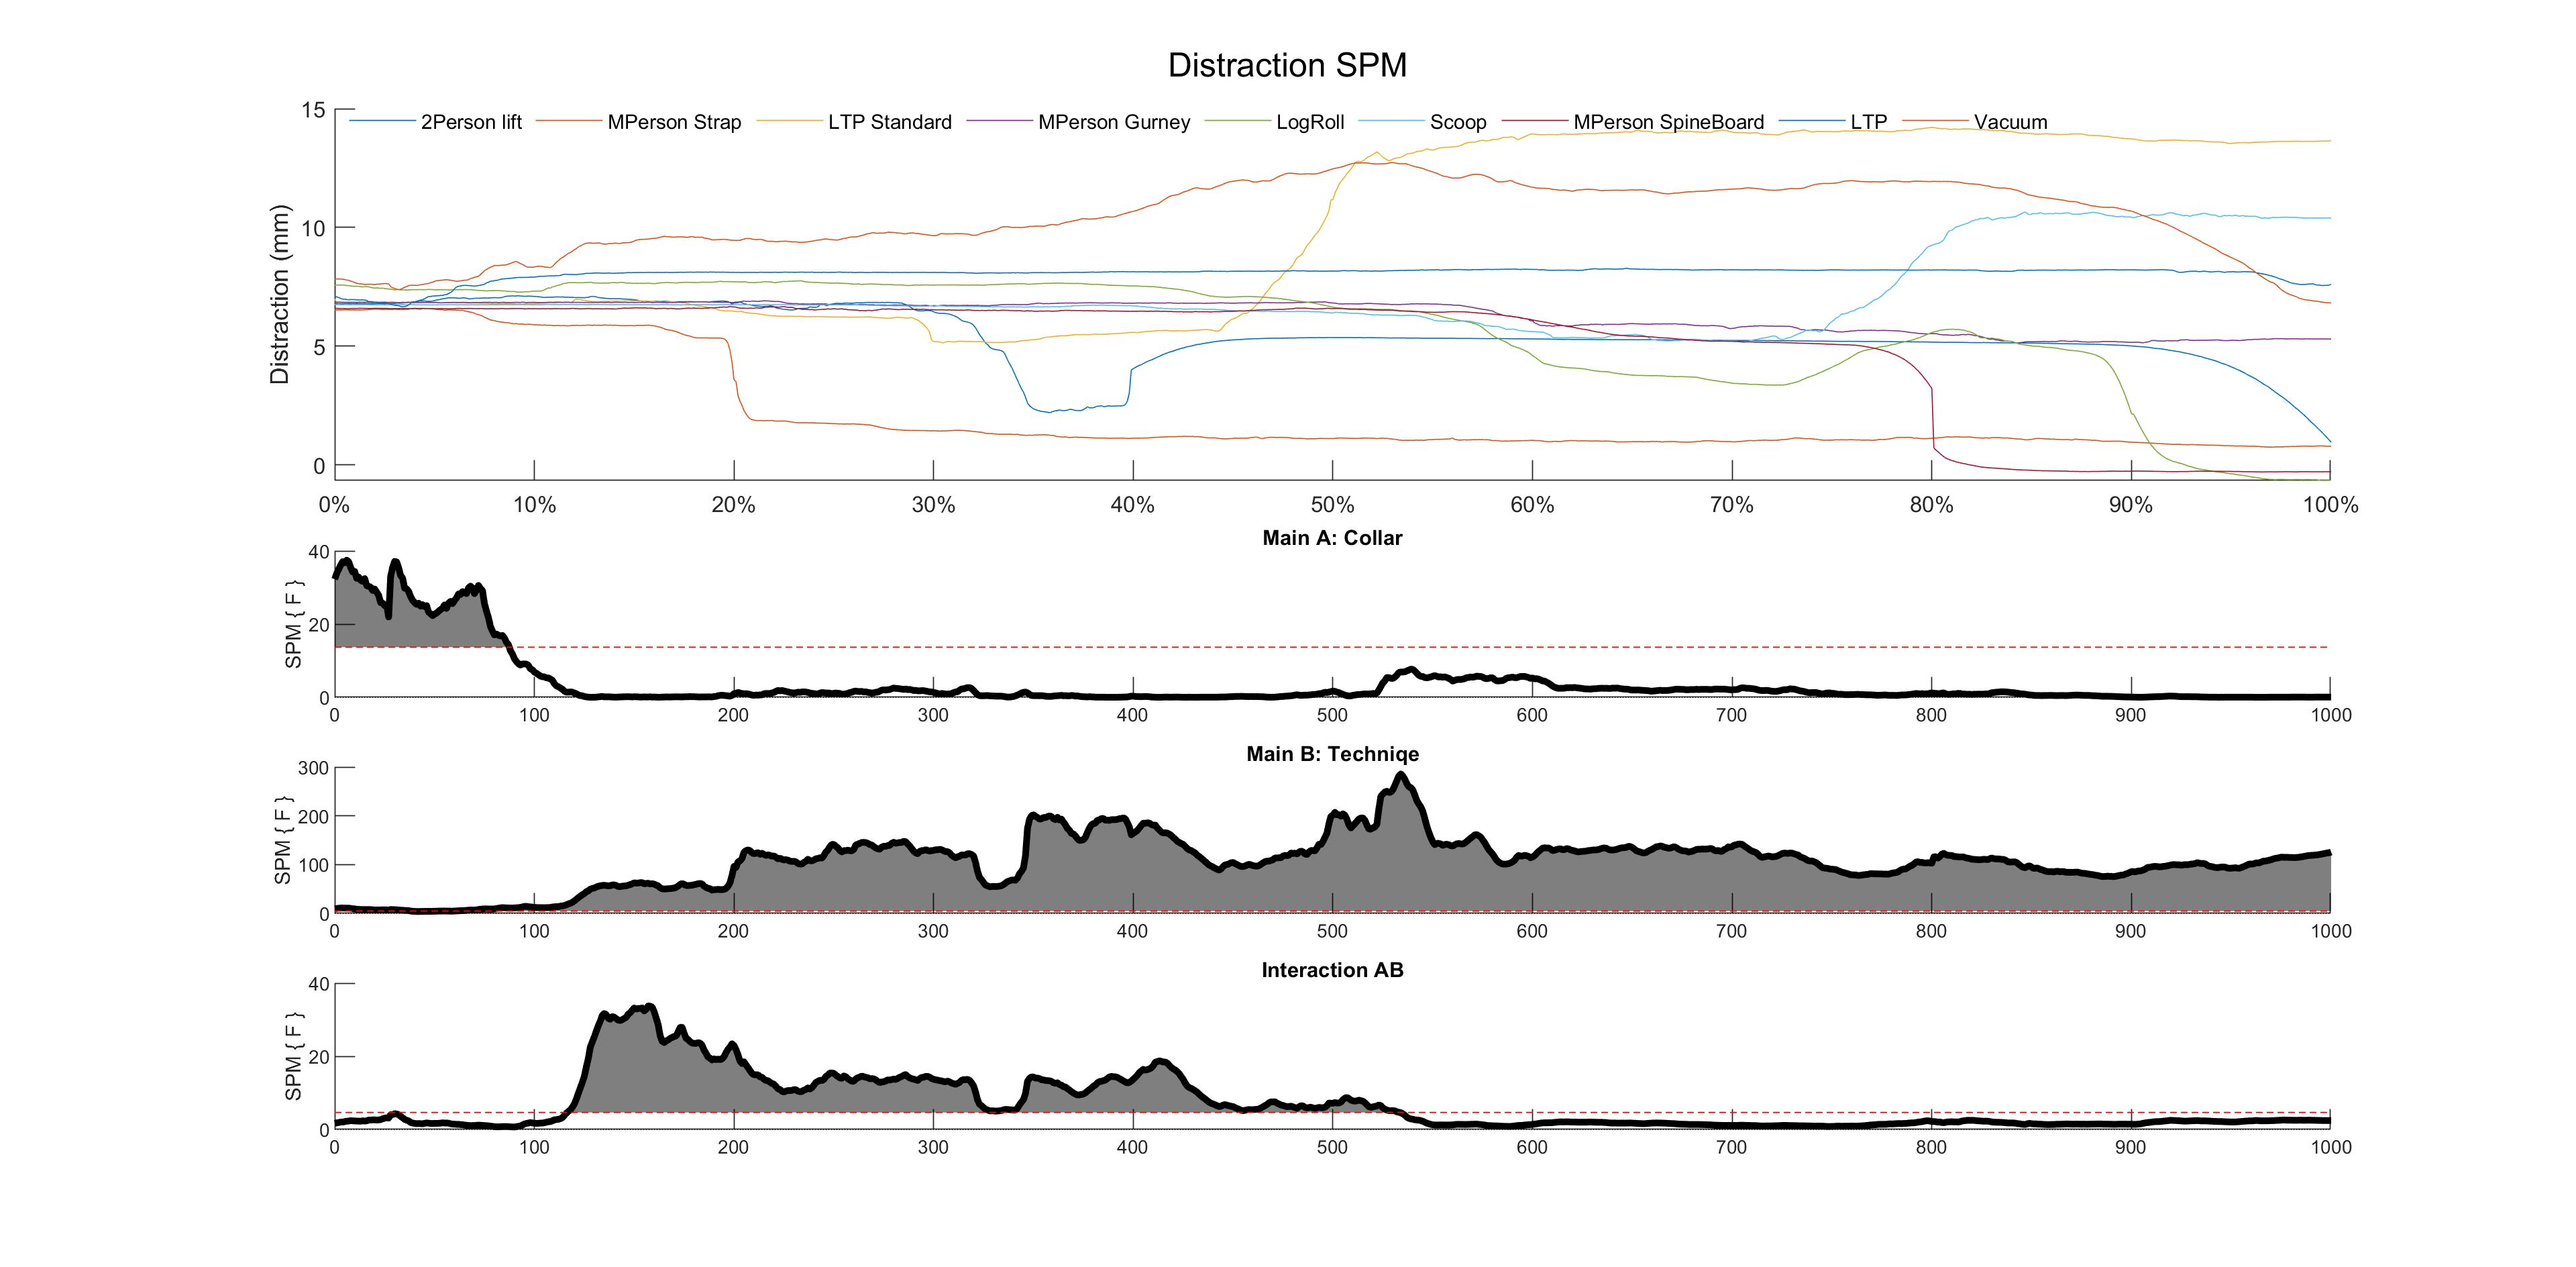 Distraction SPM
15
2Person lift MPerson Strap LTP Standard MPerson Gurney LogRoll Scoop MPerson SpineBoard LTP Vacuum
10
Distraction (mm)
5
0
0% 10% 20% 30% 40% 50% 60% 70% 80% 90% 100%
Main A: Collar
40
SPM { F }
20
0
0 100 200 300 400 500 600 700 800 900 1000
Main B: Techniqe
300
SPM { F }
200
100
0
0 100 200 300 400 500 600 700 800 900 1000
Interaction AB
40
SPM { F }
20
0
0 100 200 300 400 500 600 700 800 900 1000